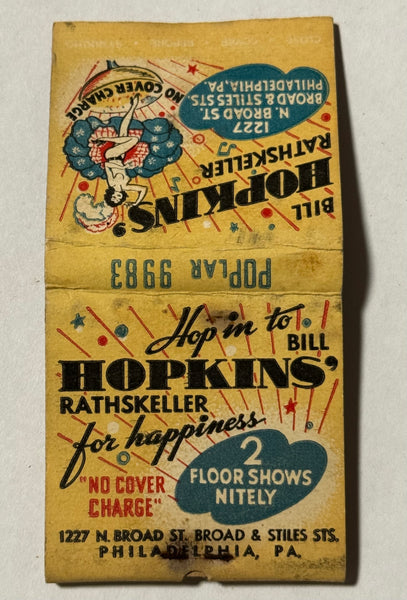 NO COVER CHARGE
1227
N. BROAD ST.
BROAD & STILES STS.
PHILADELPHIA, PA.
BILL
HOPKINS'
RATHSKELLER
POPLAR 9983
Hop in to
BILL
HOPKINS'
RATHSKELLER
for happiness
2
FLOOR SHOWS
NITELY
"NO COVER
CHARGE"
1227 N. BROAD ST. BROAD & STILES STS.
PHILADELPHIA, PA.